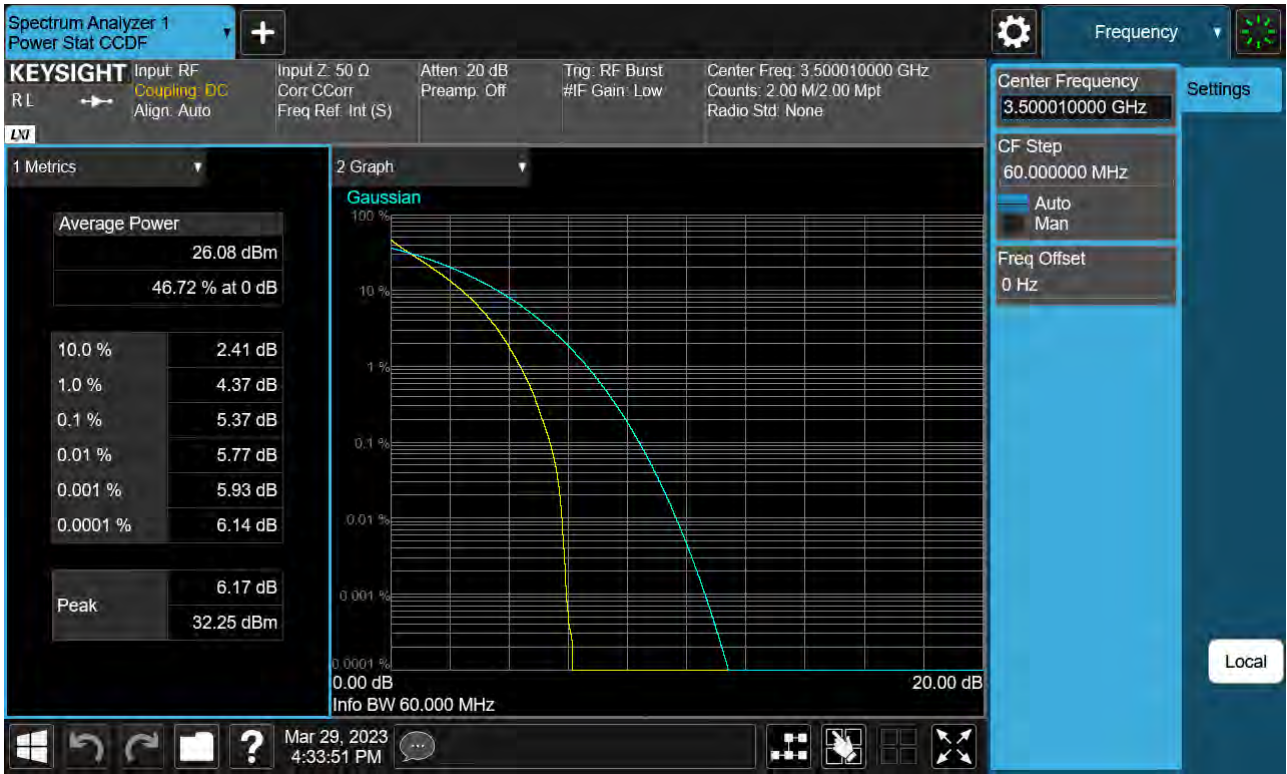 Spectrum Analyzer 1
Power Stat CCDF
+
Frequency
KEYSIGHT
RL
LXI
Input: RF
Coupling: DC
Align: Auto
Input Z: 50 Ω
Corr CCorr
Freq Ref: Int (S)
Atten: 20 dB
Preamp: Off
Trig: RF Burst
#IF Gain: Low
Center Freq: 3.500010000 GHz
Counts: 2.00 M/2.00 Mpt
Radio Std: None
Center Frequency
3.500010000 GHz
Settings
CF Step
60.000000 MHz
Auto
Man
Freq Offset
0 Hz
1 Metrics
Average Power
26.08 dBm
46.72 % at 0 dB
10.0 % 2.41 dB
1.0 % 4.37 dB
0.1 % 5.37 dB
0.01 % 5.77 dB
0.001 % 5.93 dB
0.0001 % 6.14 dB
Peak
6.17 dB
32.25 dBm
2 Graph
Gaussian
100 %
10 %
1 %
0.1 %
0.01 %
0.001 %
0.0001 %
0.00 dB 20.00 dB
Info BW 60.000 MHz
Local
?
Mar 29, 2023
4:33:51 PM